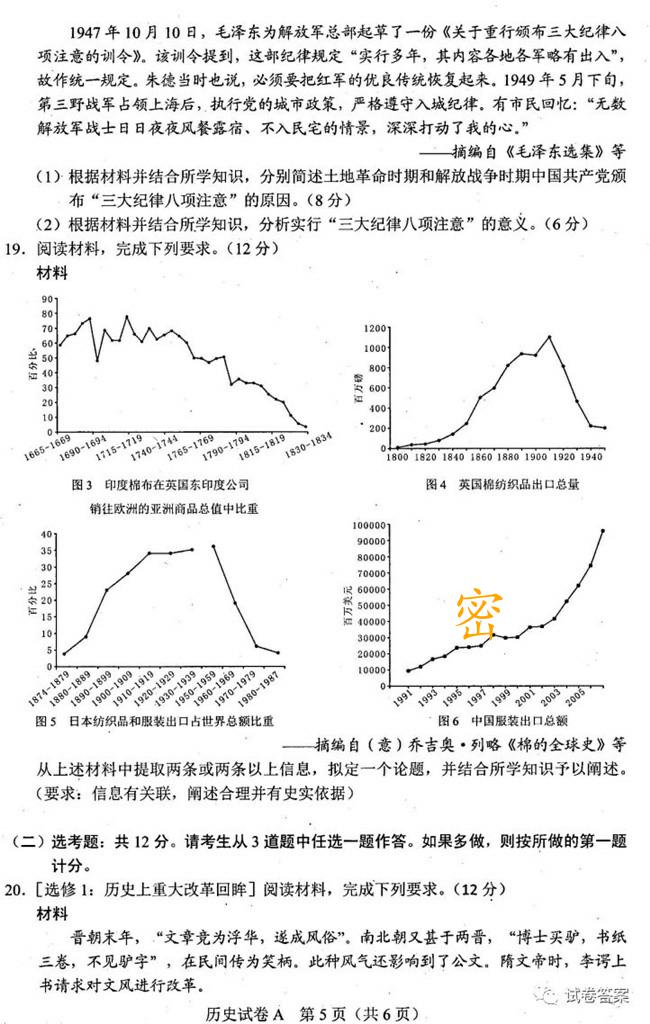 1947年10月10日，毛泽东为解放军总部起草了一份《关于重行颁布三大纪律八
项注意的训令》。该训令提到，这部纪律规定“实行多年，其内容各地各军略有出入”，
故作统一规定。朱德当时也说，必须要把红军的优良传统恢复起来。1949年5月下旬，
第三野战军占领上海后，执行党的城市政策，严格遵守入城纪律。有市民回忆：“无数
解放军战士日日夜夜风餐露宿、不入民宅的情景，深深打动了我的心。”
——摘编自《毛泽东选集》等
（1）根据材料并结合所学知识，分别简述土地革命时期和解放战争时期中国共产党颁
布“三大纪律八项注意”的原因。（8分）
（2）根据材料并结合所学知识，分析实行“三大纪律八项注意”的意义。（6分）
19．阅读材料，完成下列要求。（12分）
材料
90
80
70
60
50
40
30
20
10
0
百分比
1665-1669
1690-1694
1715-1719
1740-1744
1765-1769
1790-1794
1815-1819
1830-1834
图3 印度棉布在英国东印度公司
销往欧洲的亚洲商品总值中比重
1200
1000
800
600
400
200
0
百万磅
1800 1820 1840 1860 1880 1900 1920 1940
图4 英国棉纺织品出口总量
40
35
30
25
20
15
10
5
0
百分比
1874-1879
1880-1889
1890-1899
1900-1909
1910-1919
1920-1929
1930-1939
1950-1959
1960-1969
1970-1979
1980-1987
图5 日本纺织品和服装出口占世界总额比重
100000
90000
80000
70000
60000
50000
40000
30000
20000
10000
0
百万美元
密
1991
1993
1995
1997
1999
2001
2003
2005
图6 中国服装出口总额
——摘编自（意）乔吉奥·列略《棉的全球史》等
从上述材料中提取两条或两条以上信息，拟定一个论题，并结合所学知识予以阐述。
（要求：信息有关联，阐述合理并有史实依据）
（二）选考题：共12分。请考生从3道题中任选一题作答。如果多做，则按所做的第一题
计分。
20．［选修1：历史上重大改革回眸］阅读材料，完成下列要求。（12分）
材料
晋朝末年，“文章竞为浮华，遂成风俗”。南北朝又甚于两晋，“博士买驴，书纸
三卷，不见驴字”，在民间传为笑柄。此种风气还影响到了公文。隋文帝时，李谔上
书请求对文风进行改革。
试卷答案
历史试卷A 第5页（共6页）